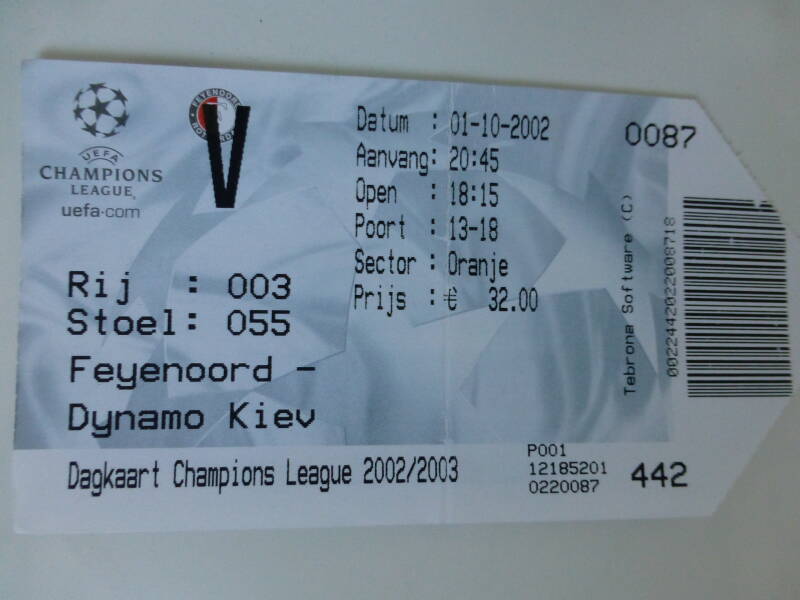 UEFA
CHAMPIONS
LEAGUE
uefa.com
FEYENOORD
V
Datum : 01-10-2002
Aanvang: 20:45
Open : 18:15
Poort : 13-18
Sector : Oranje
Prijs : € 32.00
0087
Rij : 003
Stoel: 055
Feyenoord -
Dynamo Kiev
Dagkaart Champions League 2002/2003
P001
12185201
0220087
442
Tebrona Software (C)
0022442022008718